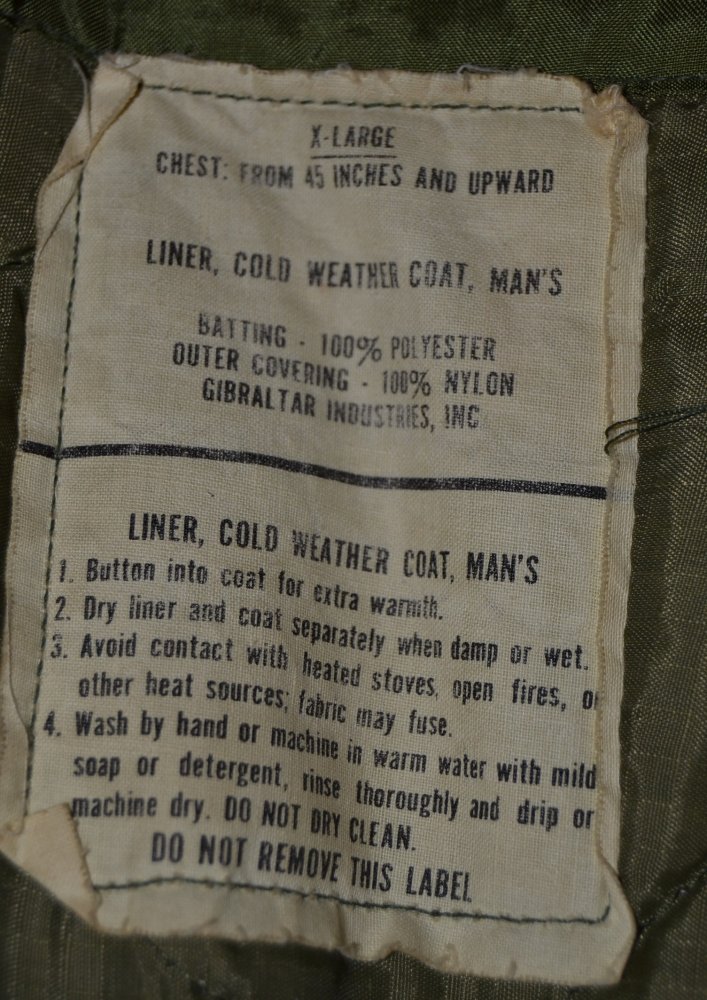 X-LARGE
CHEST: FROM 45 INCHES AND UPWARD
LINER, COLD WEATHER COAT, MAN'S
BATTING - 100% POLYESTER
OUTER COVERING - 100% NYLON
GIBRALTAR INDUSTRIES, INC
LINER, COLD WEATHER COAT, MAN'S
1. Button into coat for extra warmth.
2. Dry liner and coat separately when damp or wet.
3. Avoid contact with heated stoves, open fires, or
other heat sources; fabric may fuse.
4. Wash by hand or machine in warm water with mild
soap or detergent, rinse thoroughly and drip or
machine dry. DO NOT DRY CLEAN.
DO NOT REMOVE THIS LABEL